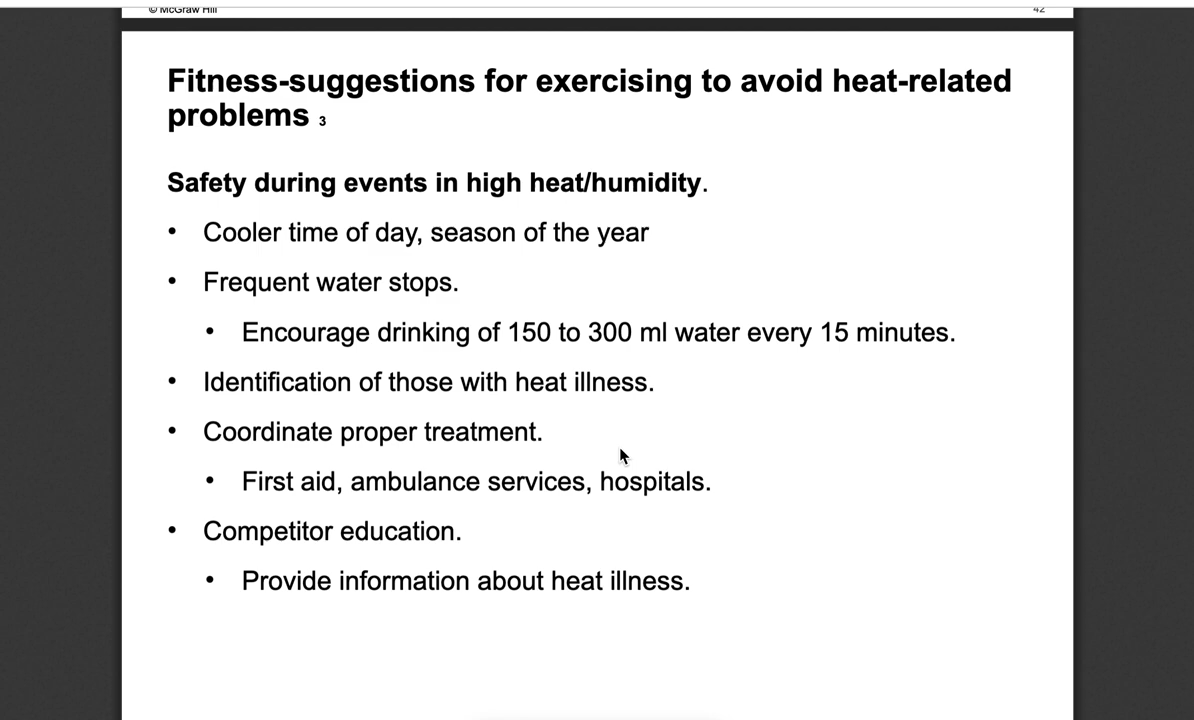 © McGraw Hill 42
Fitness-suggestions for exercising to avoid heat-related
problems 3
Safety during events in high heat/humidity.
• Cooler time of day, season of the year
• Frequent water stops.
• Encourage drinking of 150 to 300 ml water every 15 minutes.
• Identification of those with heat illness.
• Coordinate proper treatment.
• First aid, ambulance services, hospitals.
• Competitor education.
• Provide information about heat illness.